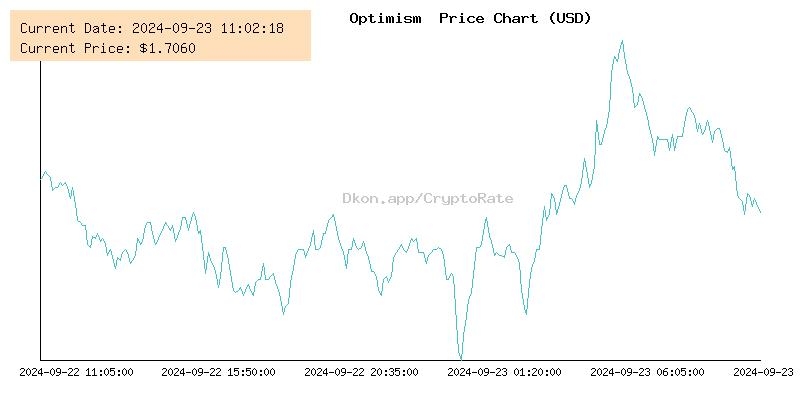 Optimism  Price Chart (USD)
Current Date: 2024-09-23 11:02:18
Current Price: $1.7060
Dkon.app/CryptoRate
2024-09-22 11:05:00 2024-09-22 15:50:00 2024-09-22 20:35:00 2024-09-23 01:20:00 2024-09-23 06:05:00 2024-09-23